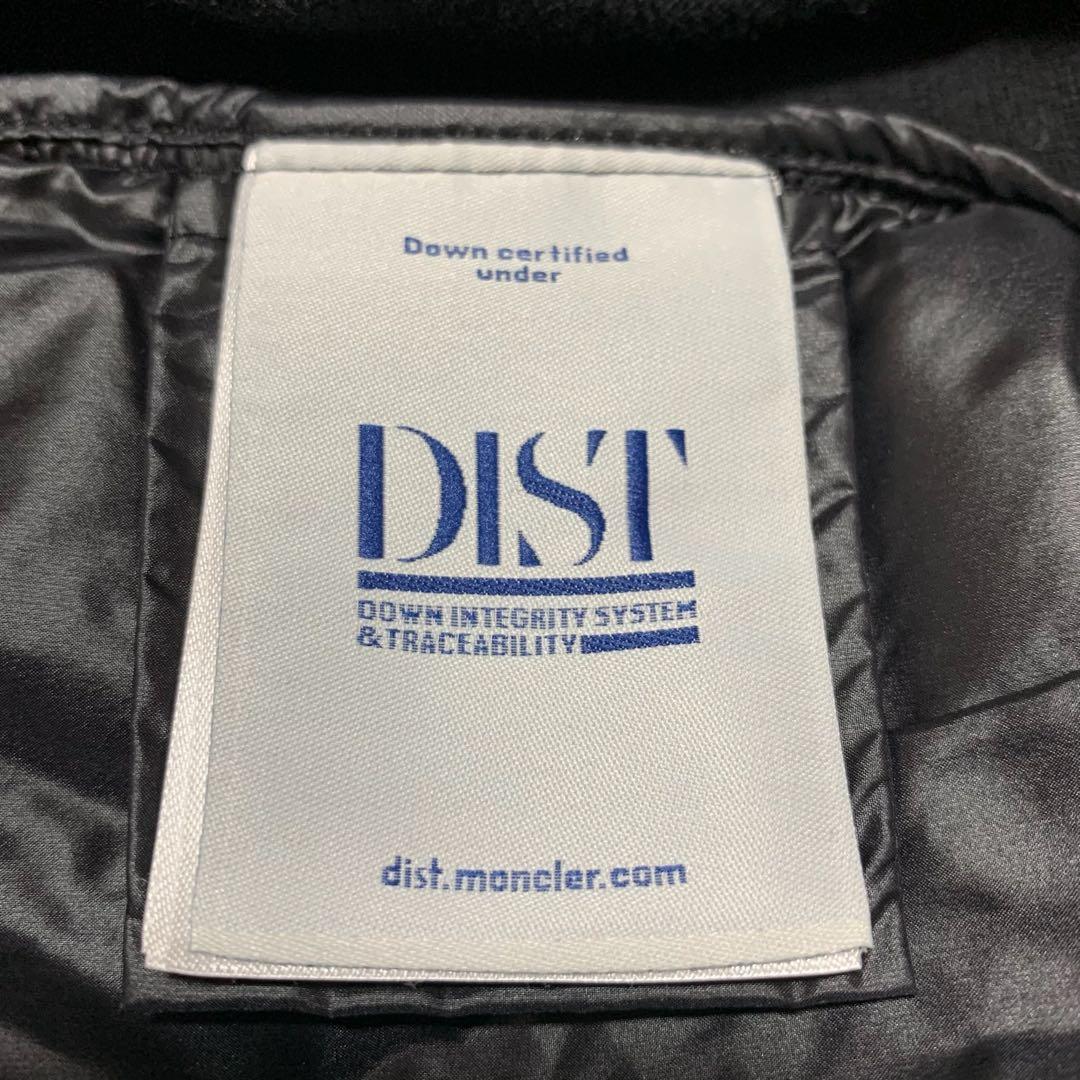 Down certified
under
DIST
DOWN INTEGRITY SYSTEM
&TRACEABILITY
dist.moncler.com